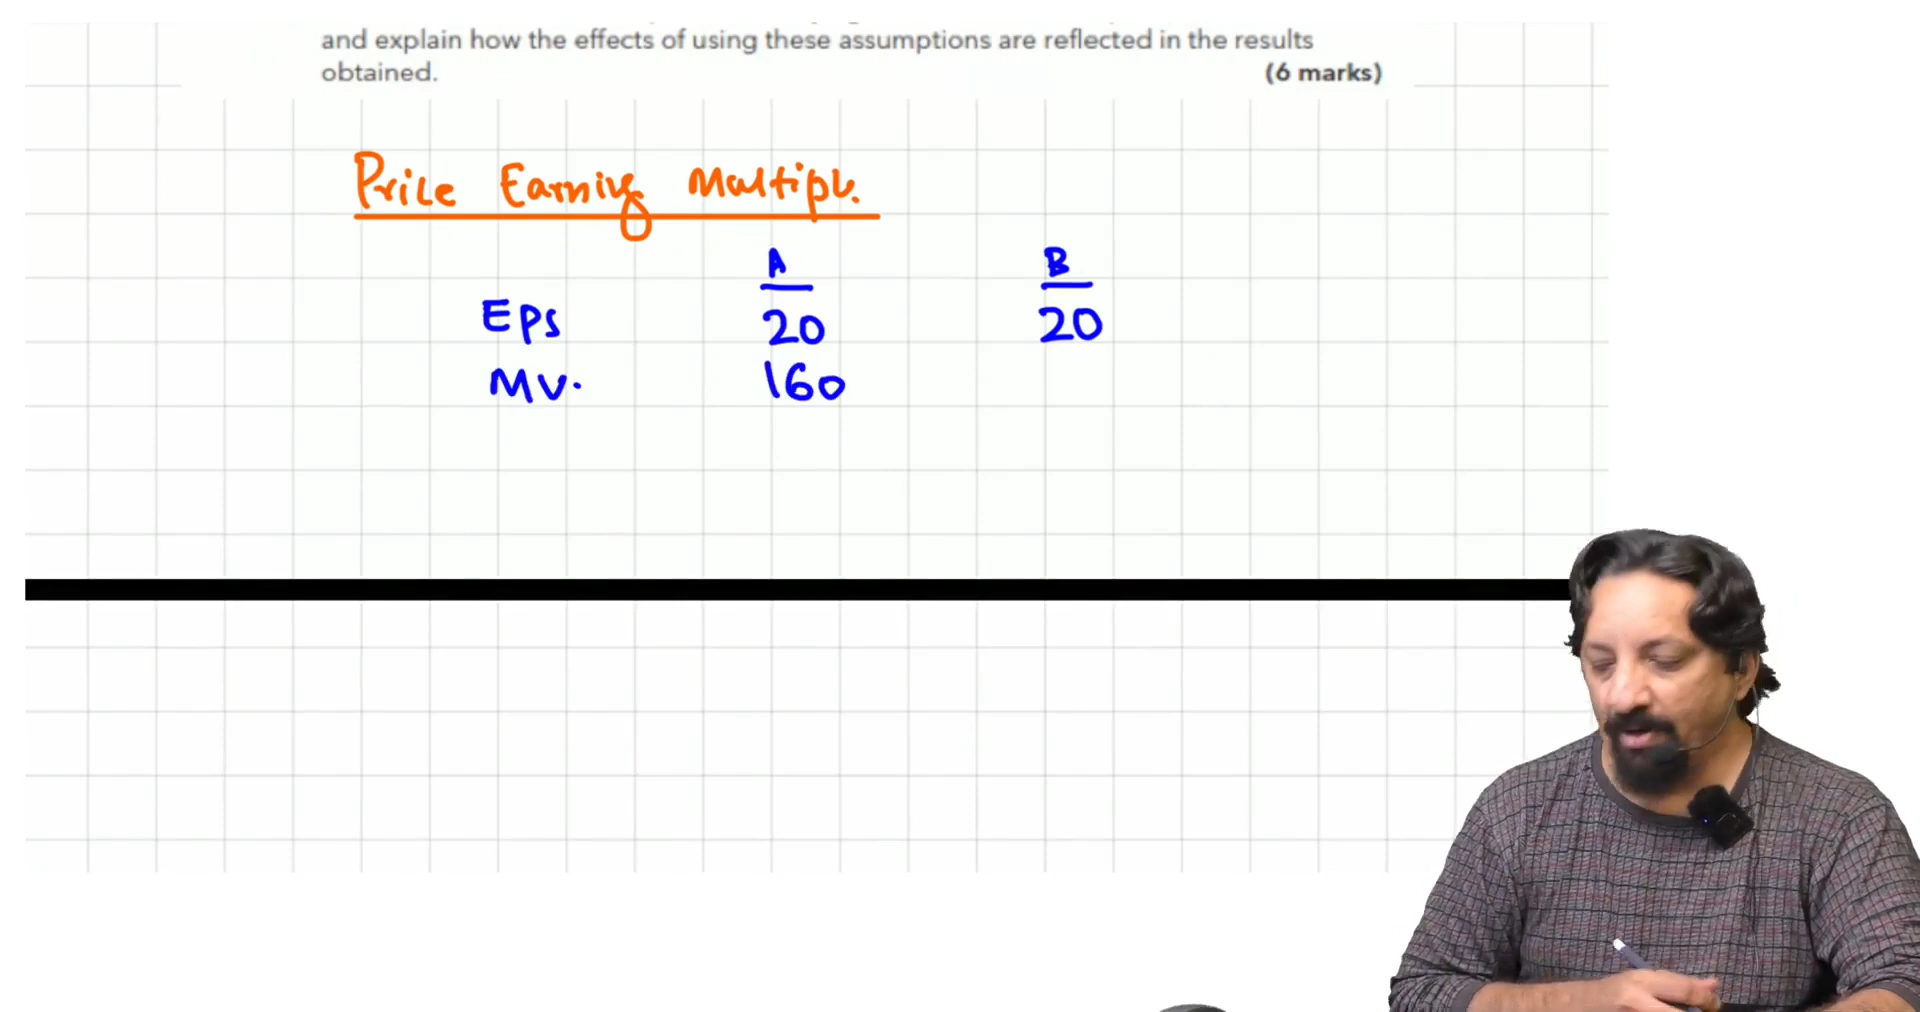 and explain how the effects of using these assumptions are reflected in the results
obtained. (6 marks)
Price Earning Multiple.
A B
Eps 20 20
MV. 160